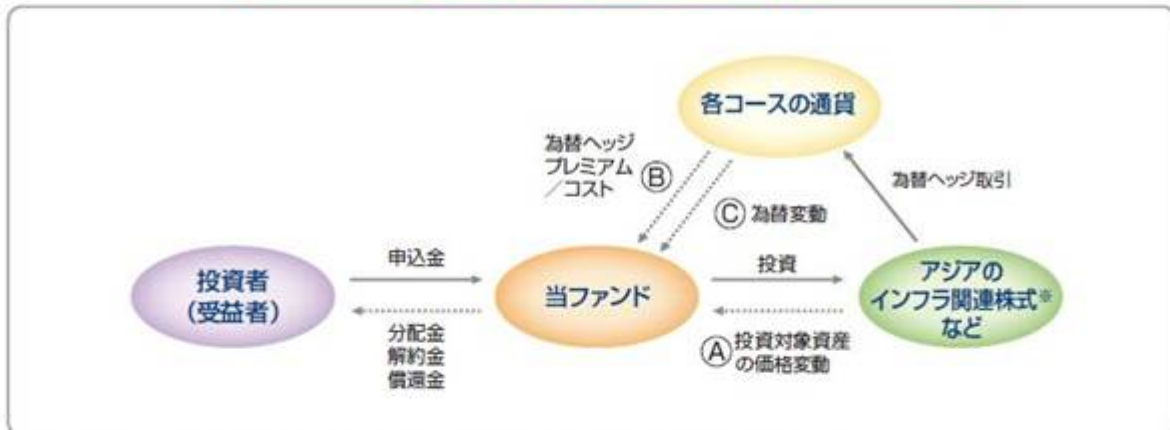 各コースの通貨
為替ヘッジ
プレミアム
／コスト
Ⓑ
Ⓒ 為替変動
為替ヘッジ取引
投資者
（受益者）
申込金
分配金
解約金
償還金
当ファンド
投資
Ⓐ 投資対象資産
の価格変動
アジアの
インフラ関連株式※
など